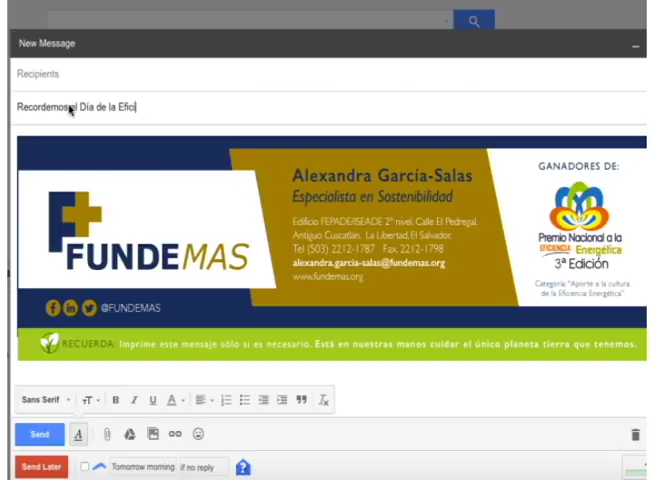 New Message
Recipients
Recordemos el Día de la Efici
FUNDEMAS
@FUNDEMAS
Alexandra García-Salas
Especialista en Sostenibilidad
Edificio FEPADE/ISEADE 2º nivel. Calle El Pedregal.
Antiguo Cuscatlán. La Libertad, El Salvador.
Tel (503) 2212-1787 Fax. 2212-1798
alexandra.garcia-salas@fundemas.org
www.fundemas.org
GANADORES DE:
Premio Nacional a la
EFICIENCIA Energética
3ª Edición
Categoría: "Aporte a la cultura
de la Eficiencia Energética"
RECUERDA: Imprime este mensaje sólo si es necesario. Está en nuestras manos cuidar el único planeta tierra que tenemos.
Sans Serif
Send
Send Later
Tomorrow morning
if no reply